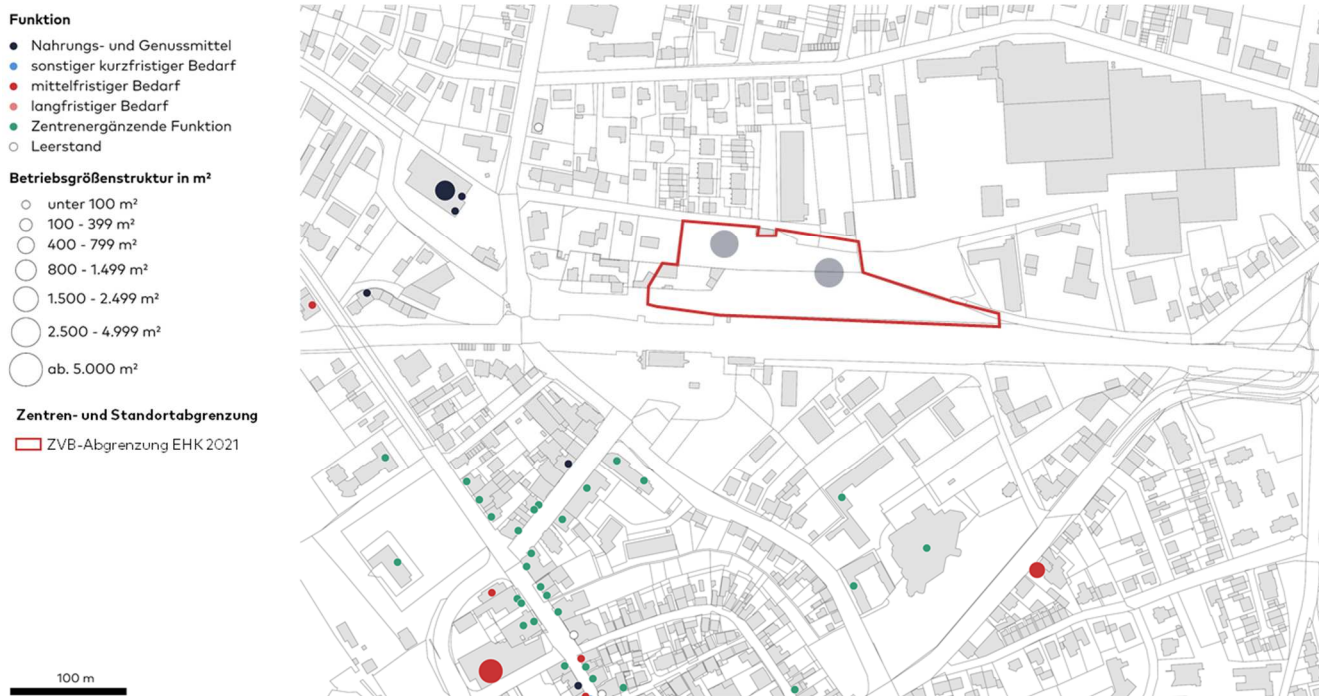 Funktion
Nahrungs- und Genussmittel
sonstiger kurzfristiger Bedarf
mittelfristiger Bedarf
langfristiger Bedarf
Zentrenergänzende Funktion
Leerstand
Betriebsgrößenstruktur in m²
unter 100 m²
100 - 399 m²
400 - 799 m²
800 - 1.499 m²
1.500 - 2.499 m²
2.500 - 4.999 m²
ab. 5.000 m²
Zentren- und Standortabgrenzung
ZVB-Abgrenzung EHK 2021
100 m